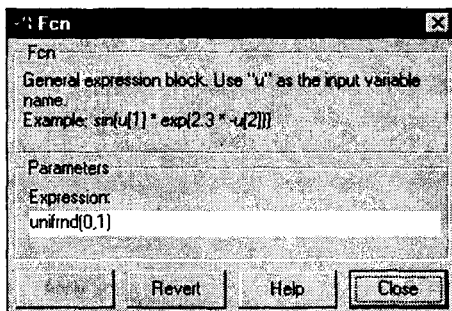 Fcn
Fcn
General expression block. Use "u" as the input variable
name.
Example: sin(u[1] * exp(2.3 * -u[2]))
Parameters
Expression:
unifrnd(0,1)
Apply Revert Help Close